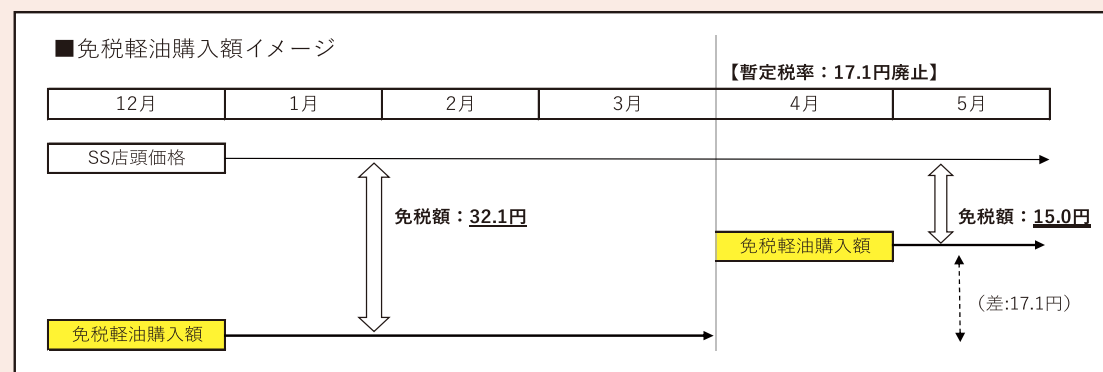 ■免税軽油購入額イメージ
【暫定税率：17.1円廃止】
12月 1月 2月 3月 4月 5月
SS店頭価格
免税額：32.1円 免税額：15.0円
免税軽油購入額
（差:17.1円）
免税軽油購入額